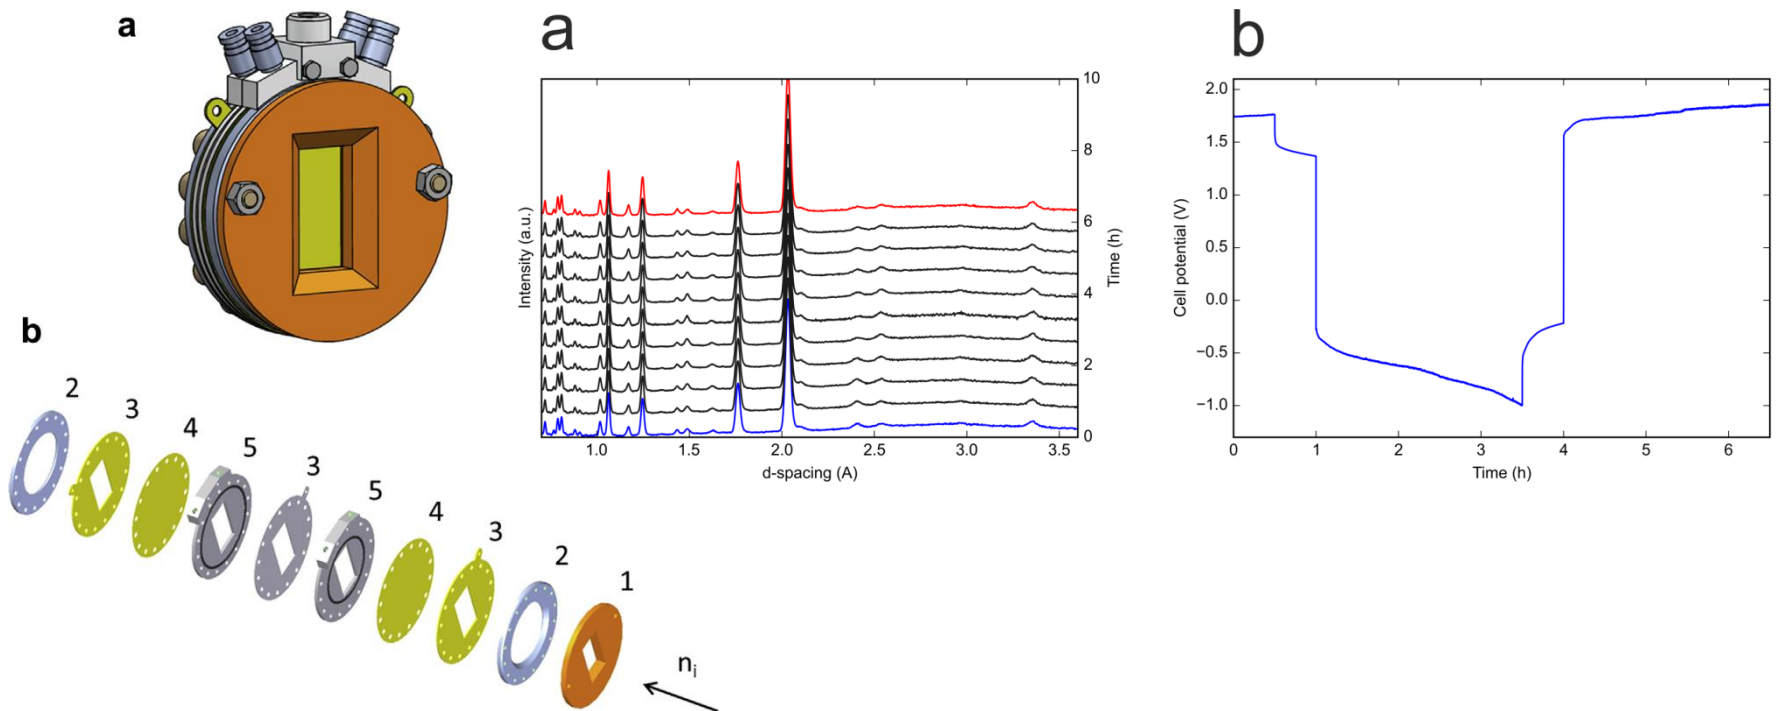 a
b
2
3
4
5
3
5
4
3
2
1
nᵢ
a
Intensity (a.u.)
10
8
6
4
2
0
Time (h)
1.0 1.5 2.0 2.5 3.0 3.5
d-spacing (A)
b
Cell potential (V)
2.0
1.5
1.0
0.5
0.0
−0.5
−1.0
0 1 2 3 4 5 6
Time (h)